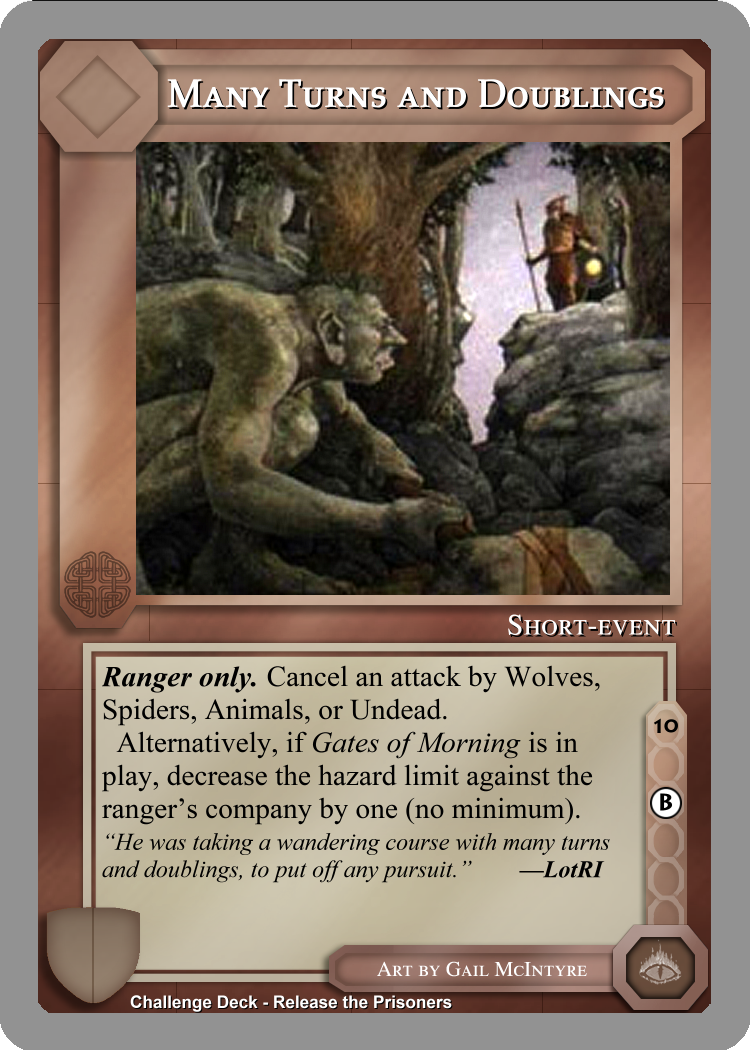 Many Turns and Doublings
Short-event
Ranger only. Cancel an attack by Wolves,
Spiders, Animals, or Undead.
Alternatively, if Gates of Morning is in
play, decrease the hazard limit against the
ranger’s company by one (no minimum).
“He was taking a wandering course with many turns
and doublings, to put off any pursuit.” —LotRI
10
B
Art by Gail McIntyre
Challenge Deck - Release the Prisoners